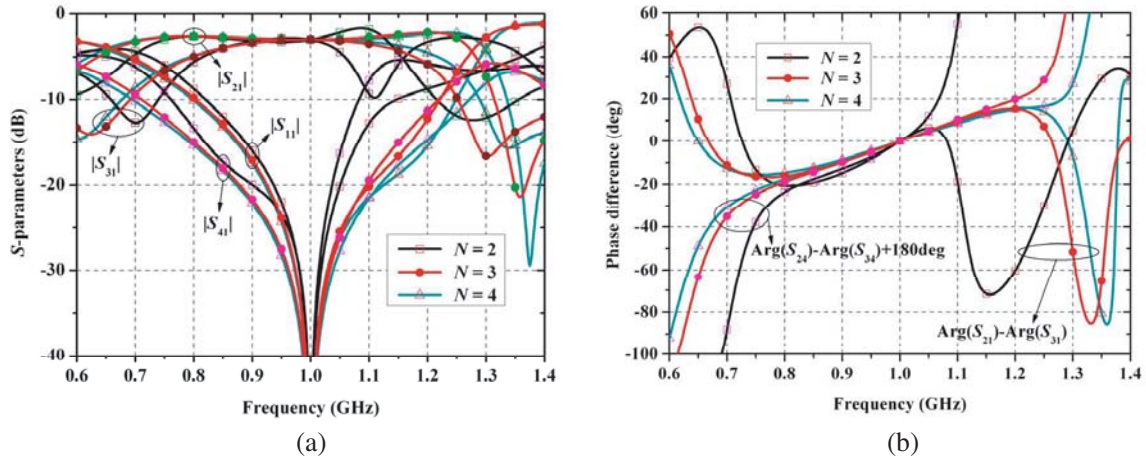 0
-10
-20
-30
-40
S-parameters (dB)
|S₂₁|
|S₁₁|
|S₃₁|
|S₄₁|
N = 2
N = 3
N = 4
0.6 0.7 0.8 0.9 1.0 1.1 1.2 1.3 1.4
Frequency (GHz)
(a)
60
40
20
0
-20
-40
-60
-80
-100
Phase difference (deg)
N = 2
N = 3
N = 4
Arg(S₂₄)-Arg(S₃₄)+180deg
Arg(S₂₁)-Arg(S₃₁)
0.6 0.7 0.8 0.9 1.0 1.1 1.2 1.3 1.4
Frequency (GHz)
(b)